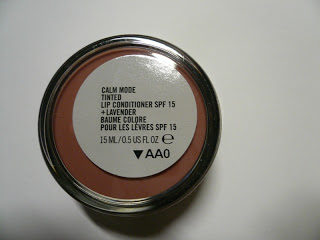 CALM MODE
TINTED
LIP CONDITIONER SPF 15
+LAVENDER
BAUME COLORE
POUR LES LÈVRES SPF 15
15 ML/0.5 US FL OZ ℮
▼AA0